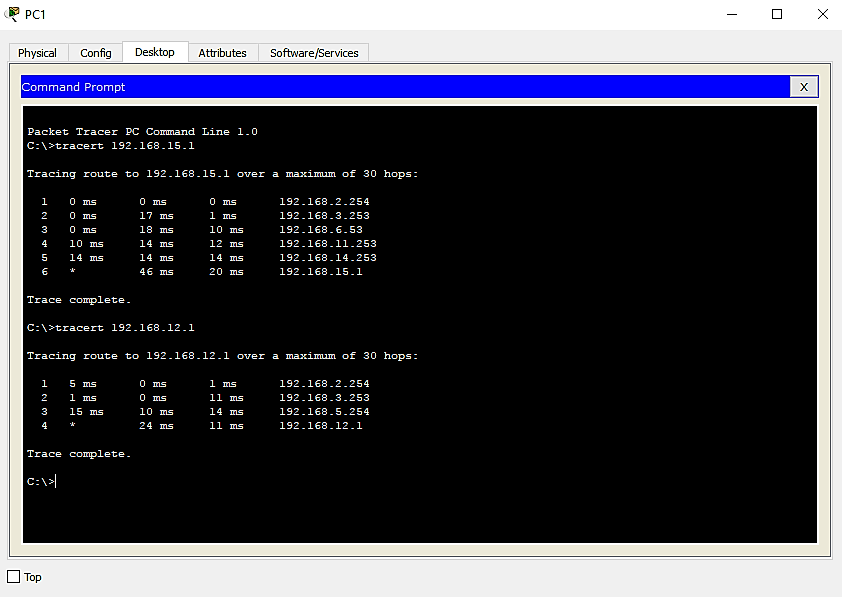 PC1
Physical Config Desktop Attributes Software/Services
Command Prompt X
Packet Tracer PC Command Line 1.0
C:\>tracert 192.168.15.1
Tracing route to 192.168.15.1 over a maximum of 30 hops:
1 0 ms 0 ms 0 ms 192.168.2.254
2 0 ms 17 ms 1 ms 192.168.3.253
3 0 ms 18 ms 10 ms 192.168.6.53
4 10 ms 14 ms 12 ms 192.168.11.253
5 14 ms 14 ms 14 ms 192.168.14.253
6 * 46 ms 20 ms 192.168.15.1
Trace complete.
C:\>tracert 192.168.12.1
Tracing route to 192.168.12.1 over a maximum of 30 hops:
1 5 ms 0 ms 1 ms 192.168.2.254
2 1 ms 0 ms 11 ms 192.168.3.253
3 15 ms 10 ms 14 ms 192.168.5.254
4 * 24 ms 11 ms 192.168.12.1
Trace complete.
C:\>
Top